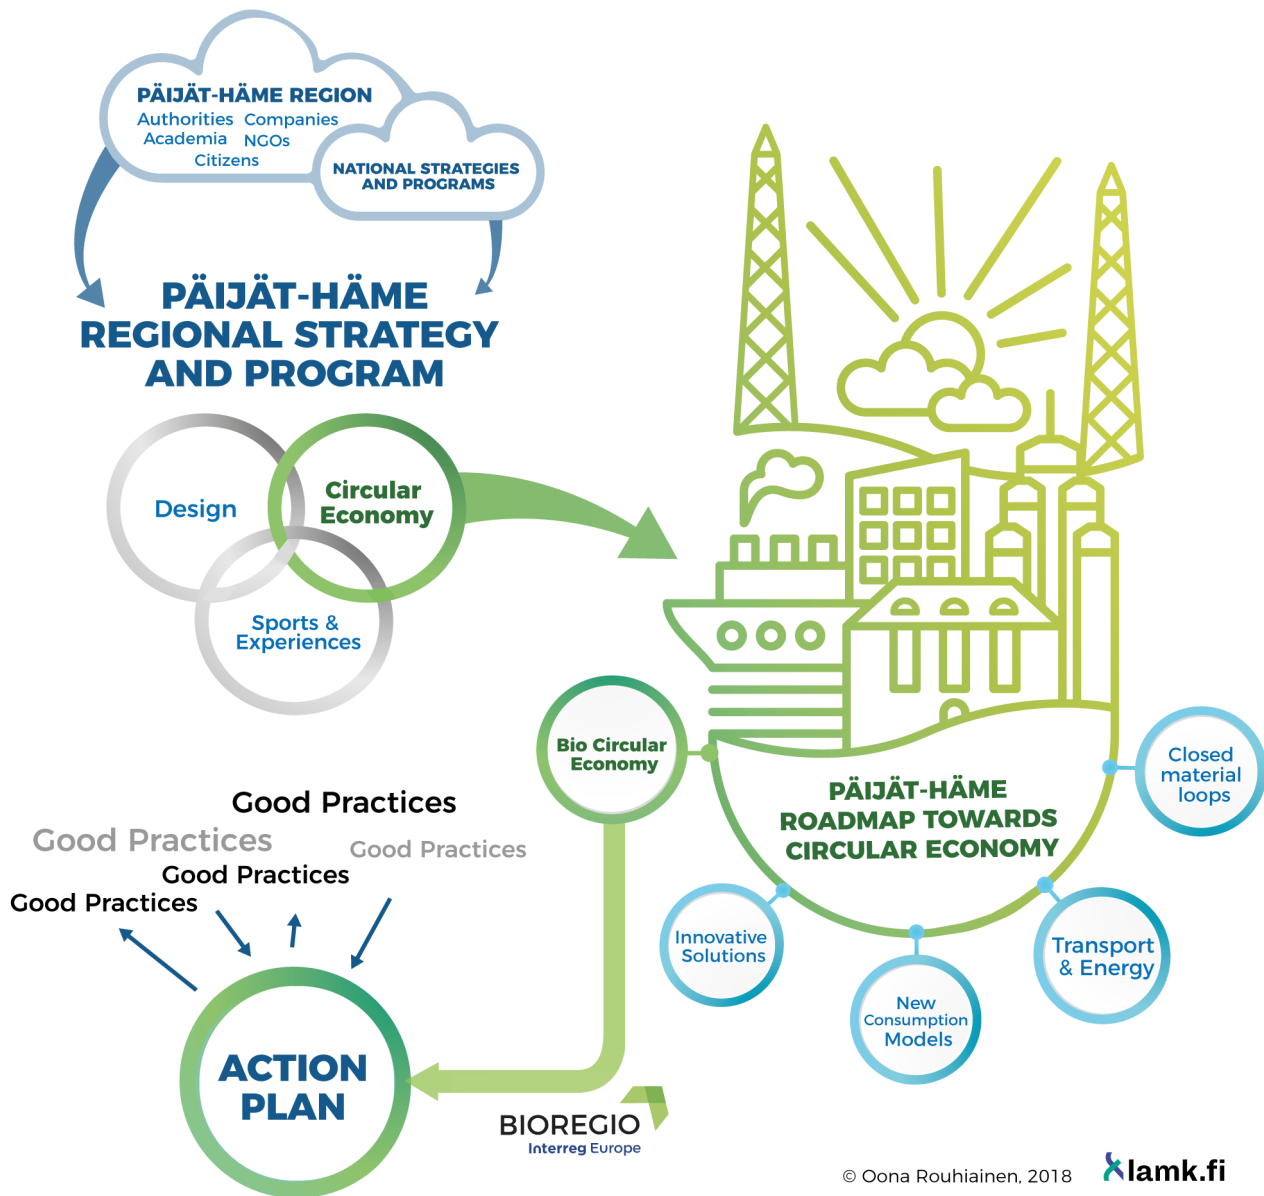 PÄIJÄT-HÄME REGION
Authorities Companies
Academia NGOs
Citizens
NATIONAL STRATEGIES
AND PROGRAMS
PÄIJÄT-HÄME
REGIONAL STRATEGY
AND PROGRAM
Design
Circular
Economy
Sports &
Experiences
Bio Circular
Economy
PÄIJÄT-HÄME
ROADMAP TOWARDS
CIRCULAR ECONOMY
Closed
material
loops
Transport
& Energy
New
Consumption
Models
Innovative
Solutions
Good Practices
Good Practices
Good Practices
Good Practices
Good Practices
ACTION
PLAN
BIOREGIO
Interreg Europe
© Oona Rouhiainen, 2018
lamk.fi